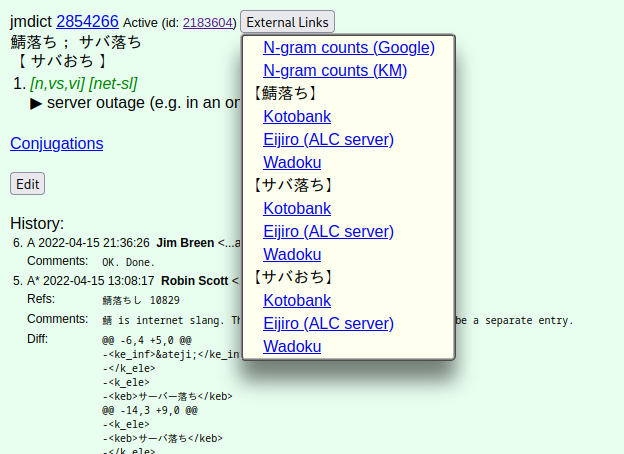 jmdict 2854266 Active (id: 2183604) External Links
鯖落ち ； サバ落ち
【 サバおち 】
1. [n,vs,vi] [net-sl]
▶ server outage (e.g. in an on
Conjugations
Edit
N-gram counts (Google)
N-gram counts (KM)
【鯖落ち】
Kotobank
Eijiro (ALC server)
Wadoku
【サバ落ち】
Kotobank
Eijiro (ALC server)
Wadoku
【サバおち】
Kotobank
Eijiro (ALC server)
Wadoku
History:
6. A 2022-04-15 21:36:26 Jim Breen <...a
Comments: OK. Done.
5. A* 2022-04-15 13:08:17 Robin Scott <
Refs: 鯖落ちし 10829
Comments: 鯖 is internet slang. Th be a separate entry.
Diff: @@ -6,4 +5,0 @@
-<ke_inf>&ateji;</ke_in
-</k_ele>
-<k_ele>
-<keb>サーバー落ち</keb>
@@ -14,3 +9,0 @@
-<k_ele>
-<keb>サーバ落ち</keb>
-</k_ele>